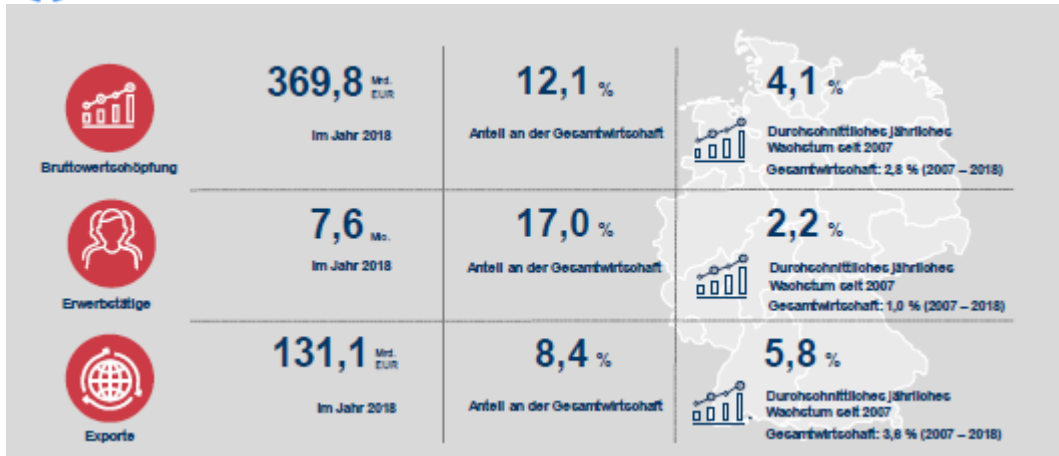 369,8 Mrd. EUR
Im Jahr 2018
12,1 %
Anteil an der Gesamtwirtschaft
4,1 %
Durchschnittliches jährliches
Wachstum seit 2007
Gesamtwirtschaft: 2,8 % (2007 – 2018)
Bruttowertschöpfung
7,6 Mio.
Im Jahr 2018
17,0 %
Anteil an der Gesamtwirtschaft
2,2 %
Durchschnittliches jährliches
Wachstum seit 2007
Gesamtwirtschaft: 1,0 % (2007 – 2018)
Erwerbstätige
131,1 Mrd. EUR
Im Jahr 2018
8,4 %
Anteil an der Gesamtwirtschaft
5,8 %
Durchschnittliches jährliches
Wachstum seit 2007
Gesamtwirtschaft: 3,6 % (2007 – 2018)
Exporte